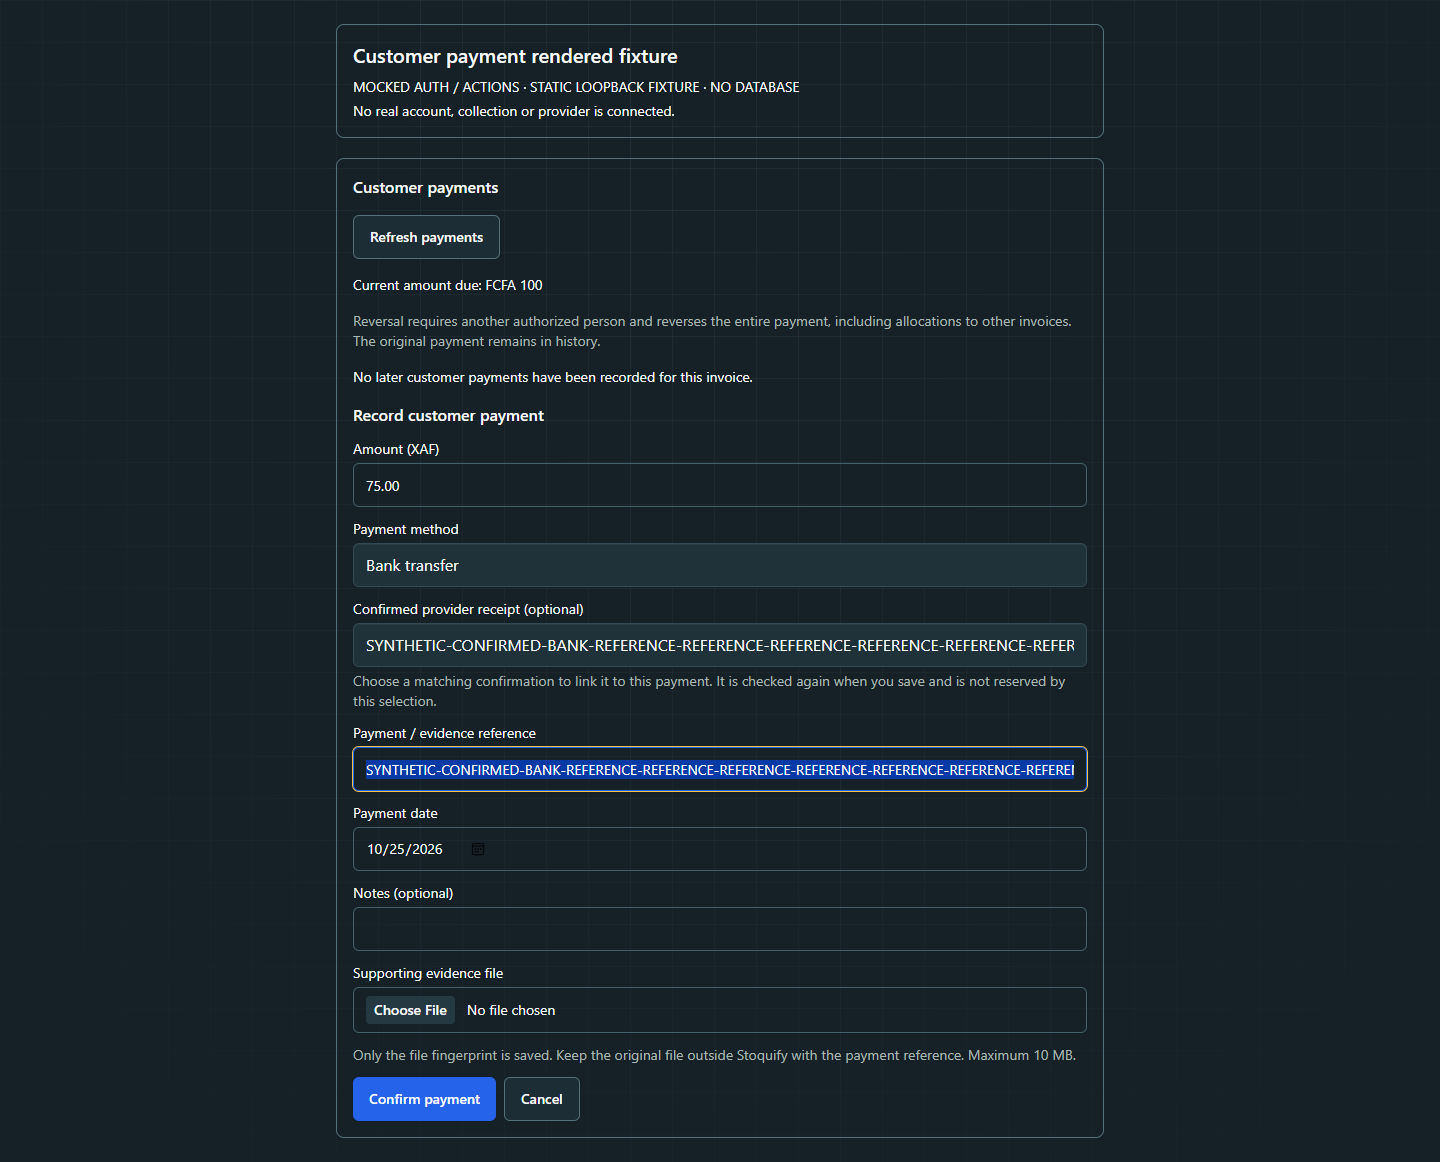 Customer payment rendered fixture
MOCKED AUTH / ACTIONS · STATIC LOOPBACK FIXTURE · NO DATABASE
No real account, collection or provider is connected.
Customer payments
Refresh payments
Current amount due: FCFA 100
Reversal requires another authorized person and reverses the entire payment, including allocations to other invoices.
The original payment remains in history.
No later customer payments have been recorded for this invoice.
Record customer payment
Amount (XAF)
75.00
Payment method
Bank transfer
Confirmed provider receipt (optional)
SYNTHETIC-CONFIRMED-BANK-REFERENCE-REFERENCE-REFERENCE-REFERENCE-REFERENCE-REFER
Choose a matching confirmation to link it to this payment. It is checked again when you save and is not reserved by
this selection.
Payment / evidence reference
SYNTHETIC-CONFIRMED-BANK-REFERENCE-REFERENCE-REFERENCE-REFERENCE-REFERENCE-REFERENCE-REFERE
Payment date
10/25/2026
Notes (optional)
Supporting evidence file
Choose File No file chosen
Only the file fingerprint is saved. Keep the original file outside Stoquify with the payment reference. Maximum 10 MB.
Confirm payment Cancel